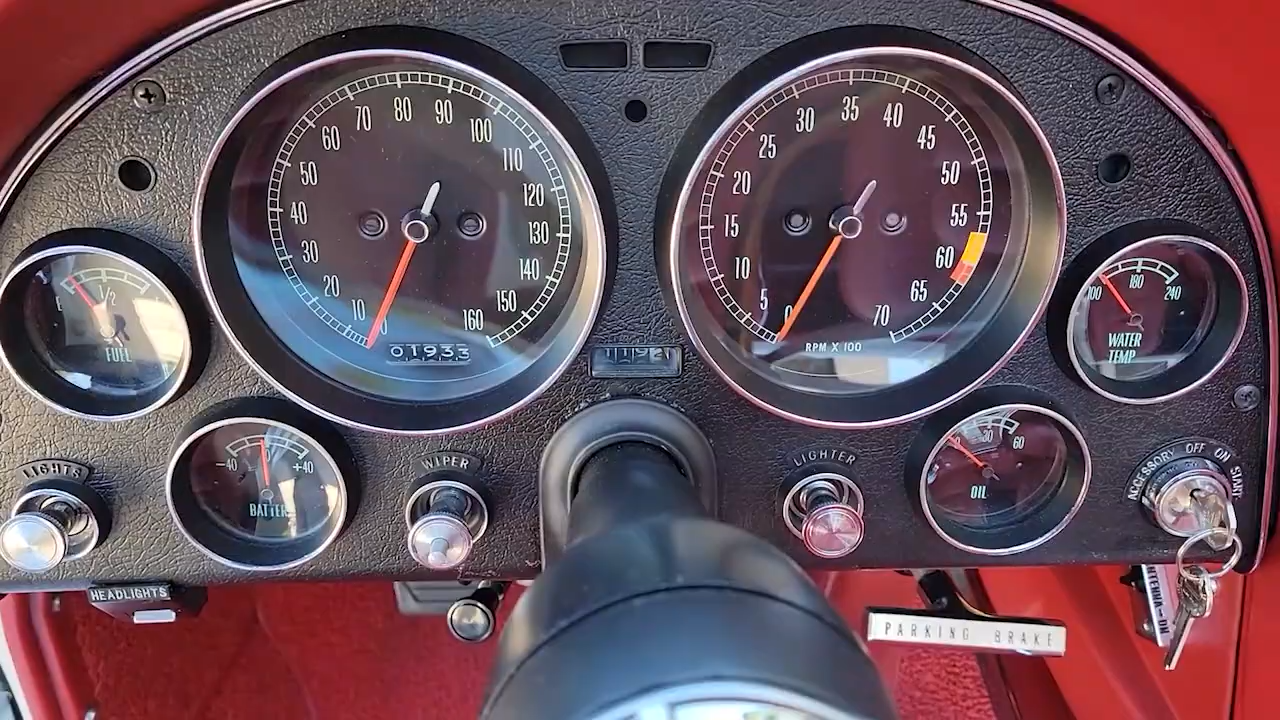 10
20
30
40
50
60
70
80
90
100
110
120
130
140
150
160
01933
0
5
10
15
20
25
30
35
40
45
50
55
60
65
70
RPM X 100
E 1/2
FUEL
100 180 240
WATER
TEMP
-40 0 +40
30 60
OIL
LIGHTS
WIPER
LIGHTER
ACCESSORY OFF ON START
HEADLIGHTS
PARKING BRAKE